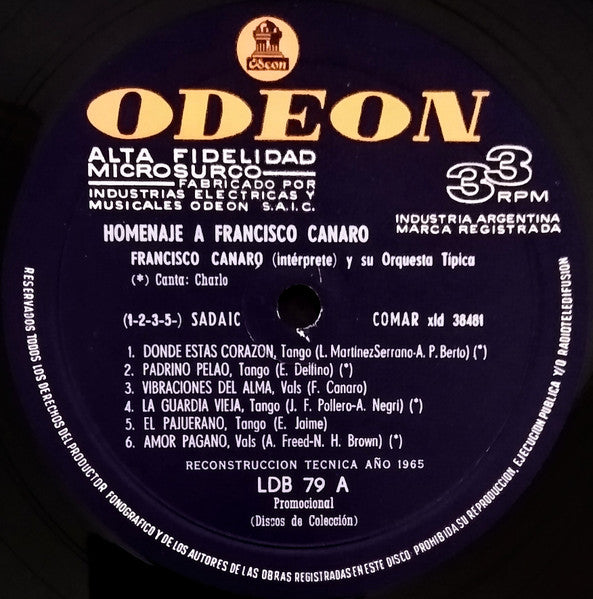 Odeon
ODEON
ALTA FIDELIDAD
MICROSURCO
FABRICADO POR
INDUSTRIAS ELECTRICAS Y
MUSICALES ODEON S.A.I.C.
33
RPM
INDUSTRIA ARGENTINA
MARCA REGISTRADA
HOMENAJE A FRANCISCO CANARO
FRANCISCO CANARO (intérprete) y su Orquesta Típica
(*) Canta: Charlo
(1-2-3-5-) SADAIC COMAR xld 36481
1. DONDE ESTAS CORAZON, Tango (L. Martínez Serrano-A. P. Berto) (*)
2. PADRINO PELAO, Tango (E. Delfino) (*)
3. VIBRACIONES DEL ALMA, Vals (F. Canaro)
4. LA GUARDIA VIEJA, Tango (J. F. Pollero-A. Negri) (*)
5. EL PAJUERANO, Tango (E. Jaime)
6. AMOR PAGANO, Vals (A. Freed-N. H. Brown) (*)
RECONSTRUCCION TECNICA AÑO 1965
LDB 79 A
Promocional
(Discos de Colección)
RESERVADOS TODOS LOS DERECHOS DEL PRODUCTOR FONOGRAFICO Y DE LOS AUTORES DE LAS OBRAS REGISTRADAS EN ESTE DISCO. PROHIBIDA SU REPRODUCCION, EJECUCION PUBLICA Y/O RADIOTELEDIFUSION